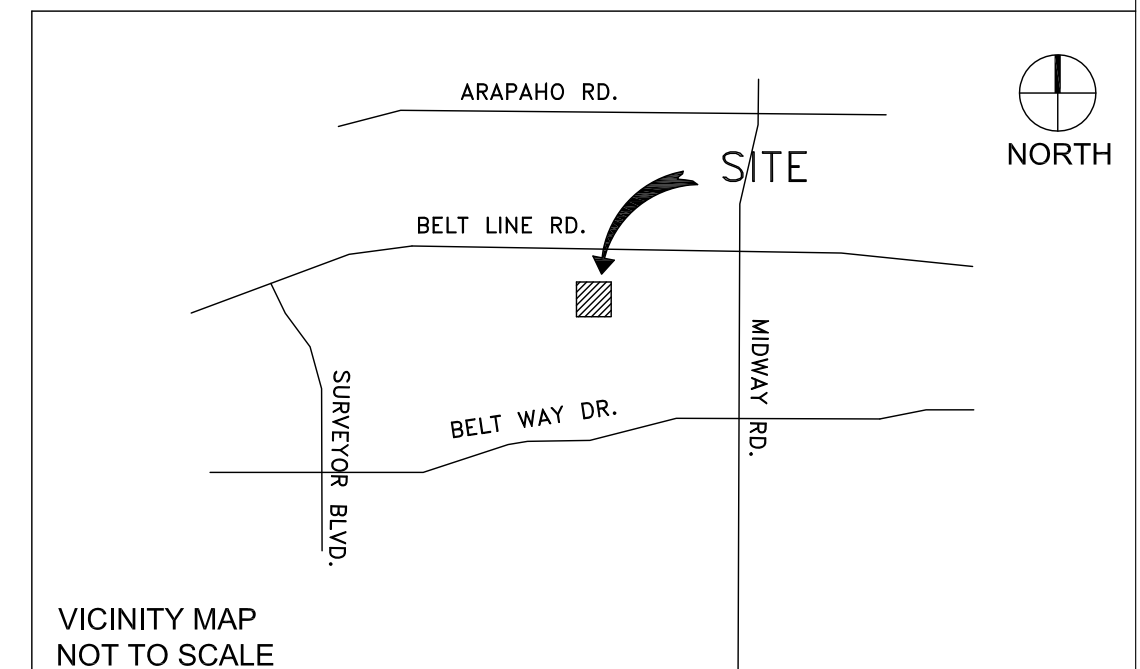 ARAPAHO RD.
NORTH
SITE
BELT LINE RD.
MIDWAY RD.
SURVEYOR BLVD.
BELT WAY DR.
VICINITY MAP
NOT TO SCALE